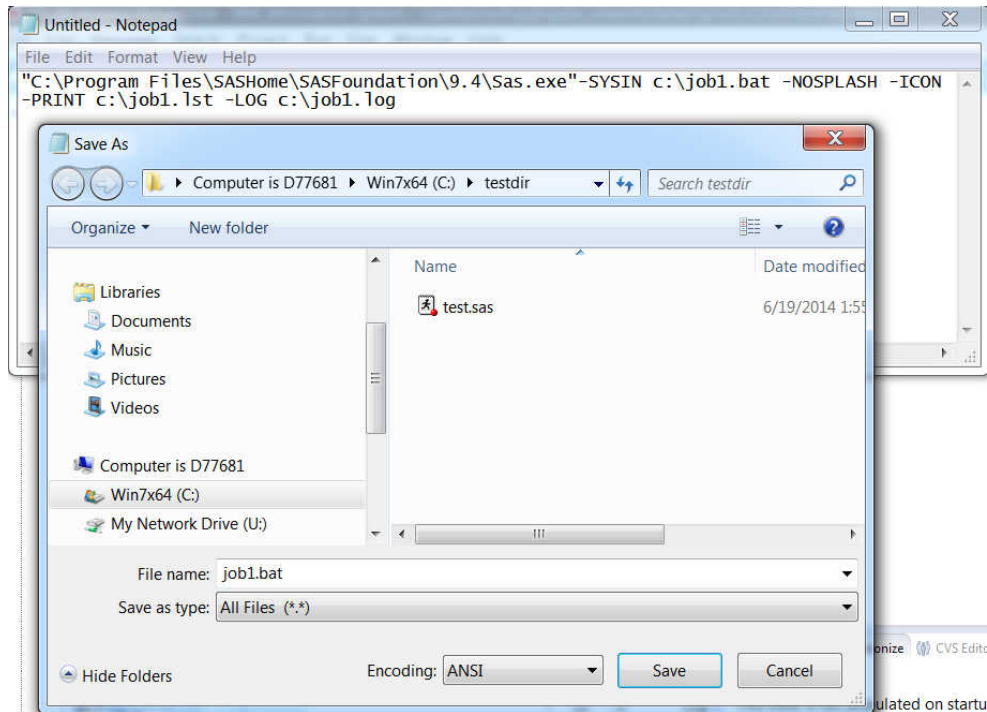 Untitled - Notepad
File Edit Format View Help
"C:\Program Files\SASHome\SASFoundation\9.4\Sas.exe"-SYSIN c:\job1.bat -NOSPLASH -ICON
-PRINT c:\job1.lst -LOG c:\job1.log
Save As
Computer is D77681 Win7x64 (C:) testdir Search testdir
Organize New folder
Name Date modified
Libraries
test.sas 6/19/2014 1:55
Documents
Music
Pictures
Videos
Computer is D77681
Win7x64 (C:)
My Network Drive (U:)
File name: job1.bat
Save as type: All Files (*.*)
Hide Folders Encoding: ANSI Save Cancel
onize CVS Edito
ulated on startu